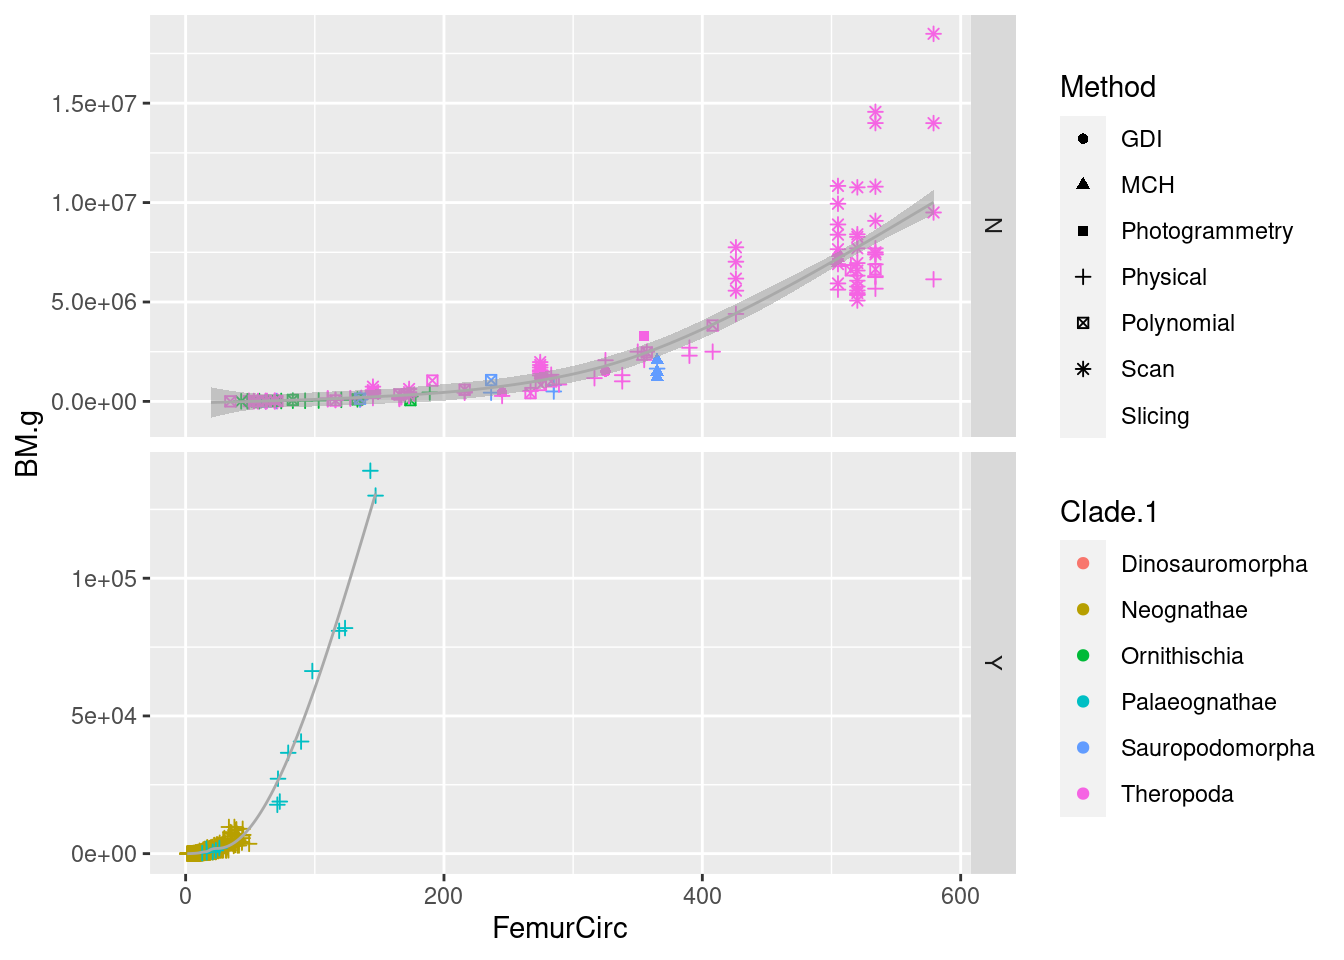 1.5e+07
1.0e+07
5.0e+06
0.0e+00
N
BM.g
1e+05
5e+04
0e+00
Y
0 200 400 600
FemurCirc
Method
GDI
MCH
Photogrammetry
Physical
Polynomial
Scan
Slicing
Clade.1
Dinosauromorpha
Neognathae
Ornithischia
Palaeognathae
Sauropodomorpha
Theropoda